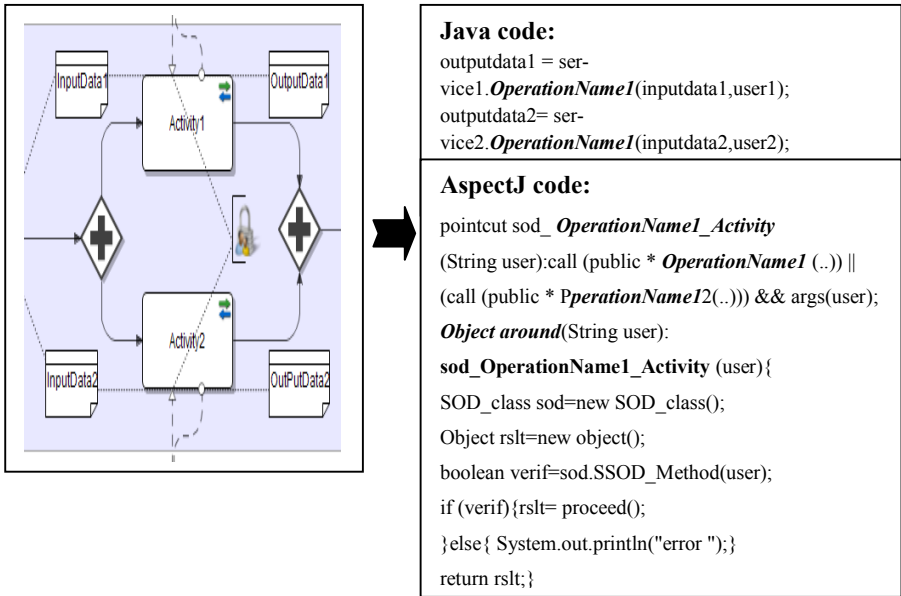 InputData1
OutputData1
Activity1
Activity2
InputData2
OutPutData2
Java code:
outputdata1 = ser-
vice1.OperationName1(inputdata1,user1);
outputdata2= ser-
vice2.OperationName1(inputdata2,user2);
AspectJ code:
pointcut sod_ OperationName1_Activity
(String user):call (public * OperationName1 (..)) ||
(call (public * PperationName12(..))) && args(user);
Object around(String user):
sod_OperationName1_Activity (user){
SOD_class sod=new SOD_class();
Object rslt=new object();
boolean verif=sod.SSOD_Method(user);
if (verif){rslt= proceed();
}else{ System.out.println("error ");}
return rslt;}